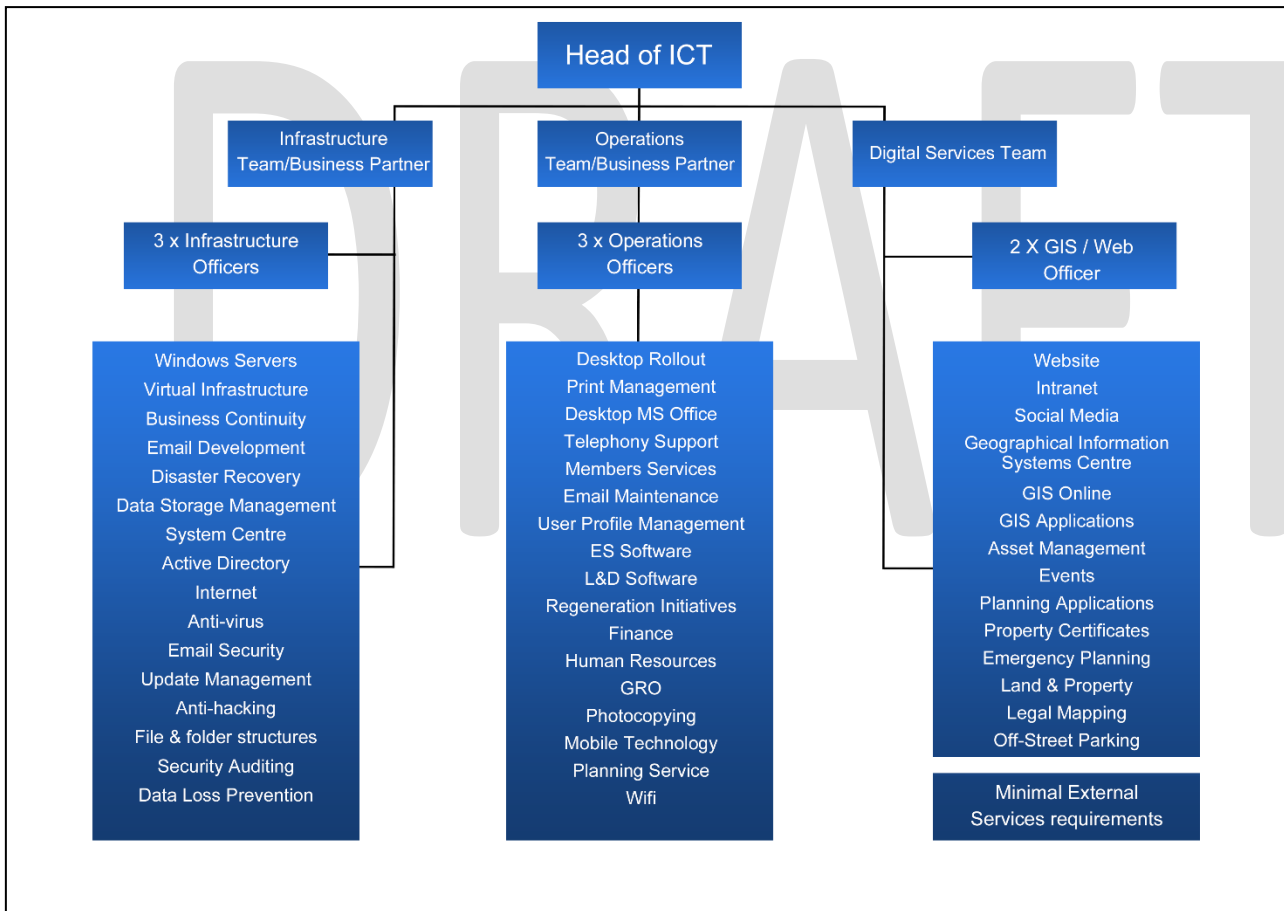 DRAFT
Head of ICT
Infrastructure
Team/Business Partner
Operations
Team/Business Partner
Digital Services Team
3 x Infrastructure
Officers
3 x Operations
Officers
2 X GIS / Web
Officer
Windows Servers
Virtual Infrastructure
Business Continuity
Email Development
Disaster Recovery
Data Storage Management
System Centre
Active Directory
Internet
Anti-virus
Email Security
Update Management
Anti-hacking
File & folder structures
Security Auditing
Data Loss Prevention
Desktop Rollout
Print Management
Desktop MS Office
Telephony Support
Members Services
Email Maintenance
User Profile Management
ES Software
L&D Software
Regeneration Initiatives
Finance
Human Resources
GRO
Photocopying
Mobile Technology
Planning Service
Wifi
Website
Intranet
Social Media
Geographical Information
Systems Centre
GIS Online
GIS Applications
Asset Management
Events
Planning Applications
Property Certificates
Emergency Planning
Land & Property
Legal Mapping
Off-Street Parking
Minimal External
Services requirements